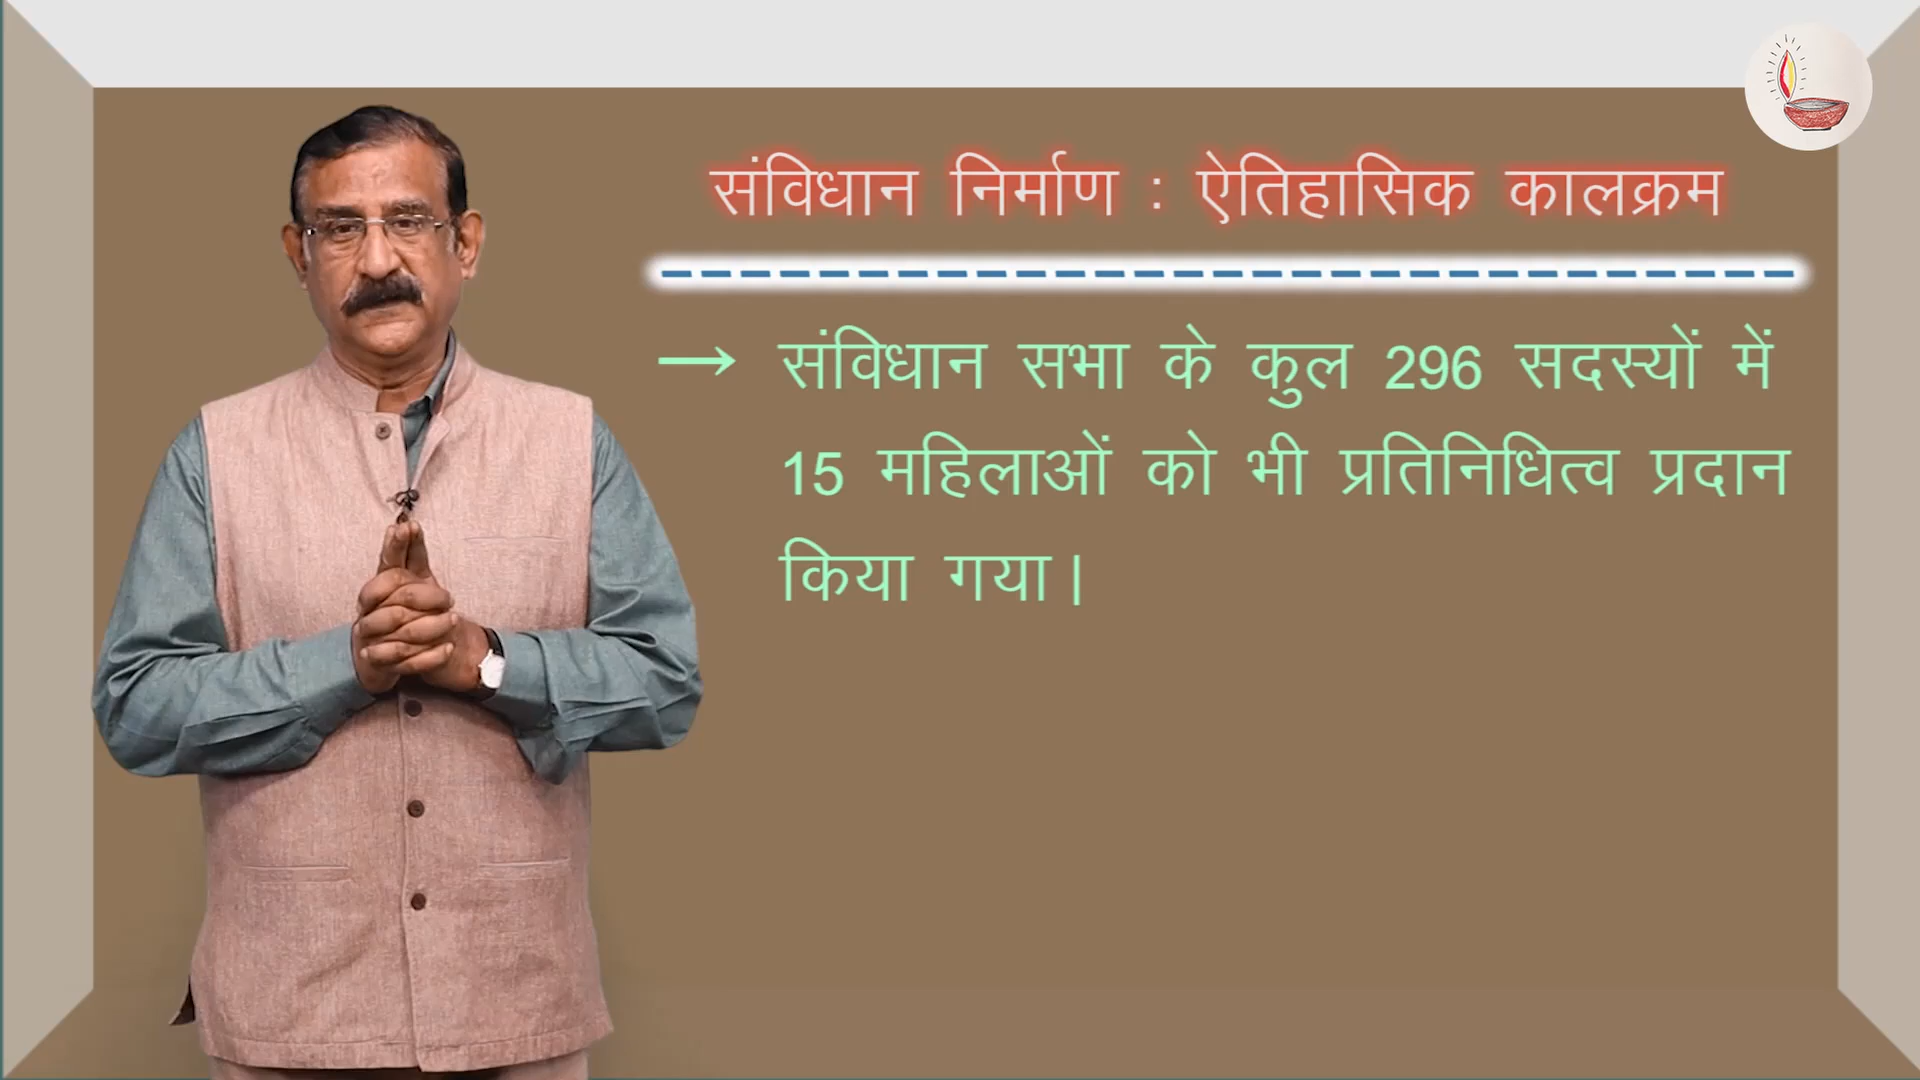 संविधान निर्माण : ऐतिहासिक कालक्रम
→ संविधान सभा के कुल 296 सदस्यों में
15 महिलाओं को भी प्रतिनिधित्व प्रदान
किया गया।